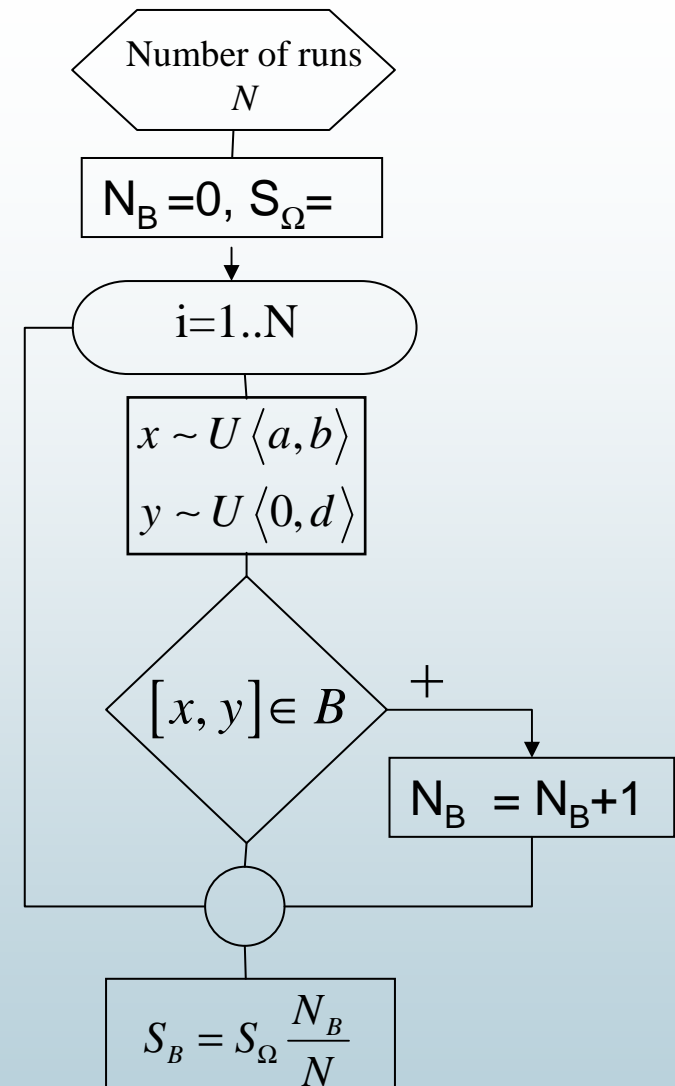 Number of runs
N
N_B =0, S_Ω=
i=1..N
x ~ U ⟨a,b⟩
y ~ U ⟨0,d⟩
[x, y]∈ B
+
N_B = N_B+1
S_B = S_Ω N_B / N